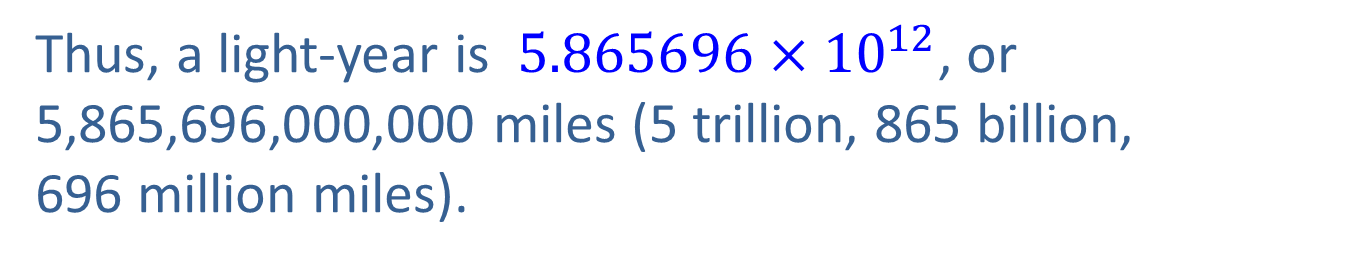 Thus, a light-year is 5.865696 × 10¹², or
5,865,696,000,000 miles (5 trillion, 865 billion,
696 million miles).